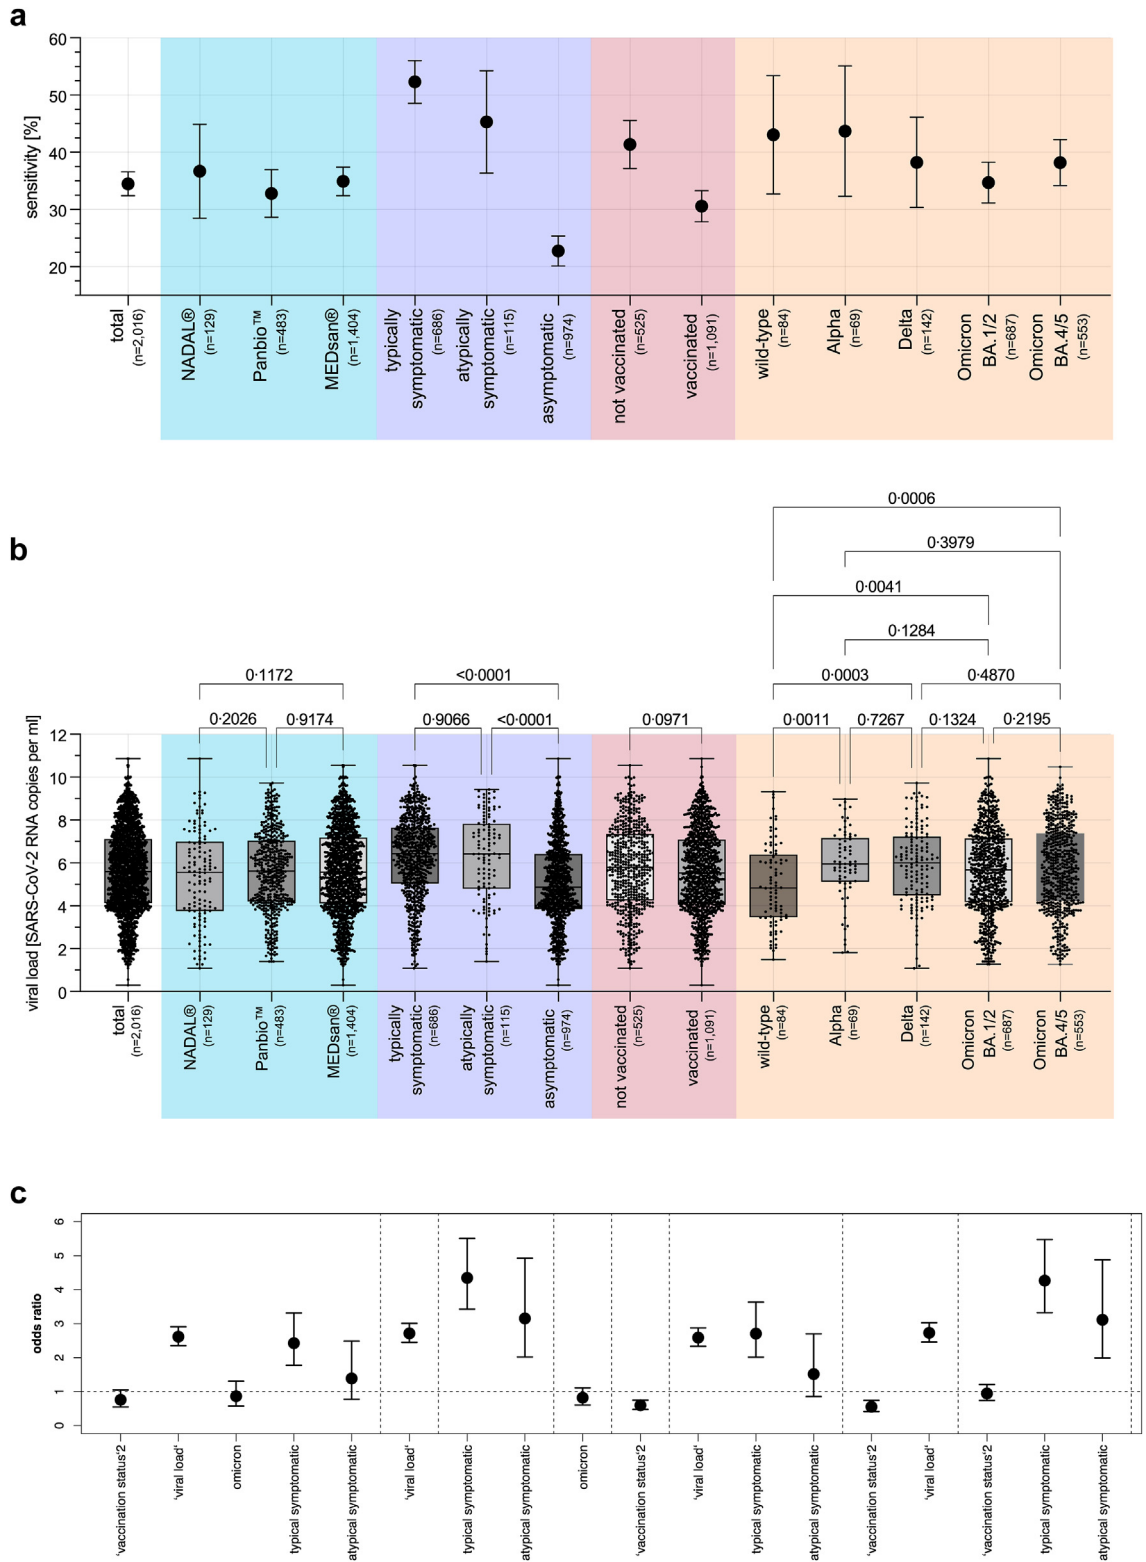 a
60
50
40
30
20
sensitivity [%]
total
(n=2,016)
NADAL®
(n=129)
Panbio™
(n=483)
MEDsan®
(n=1,404)
typically
symptomatic
(n=686)
atypically
symptomatic
(n=115)
asymptomatic
(n=974)
not vaccinated
(n=525)
vaccinated
(n=1,091)
wild-type
(n=84)
Alpha
(n=69)
Delta
(n=142)
Omicron
BA.1/2
(n=687)
Omicron
BA.4/5
(n=553)
b
0·0006
0·3979
0·0041
0·1284
0·1172
<0·0001
0·0003
0·4870
0·2026
0·9174
0·9066
<0·0001
0·0971
0·0011
0·7267
0·1324
0·2195
12
10
8
6
4
2
0
viral load [SARS-CoV-2 RNA copies per ml]
total
(n=2,016)
NADAL®
(n=129)
Panbio™
(n=483)
MEDsan®
(n=1,404)
typically
symptomatic
(n=686)
atypically
symptomatic
(n=115)
asymptomatic
(n=974)
not vaccinated
(n=525)
vaccinated
(n=1,091)
wild-type
(n=84)
Alpha
(n=69)
Delta
(n=142)
Omicron
BA.1/2
(n=687)
Omicron
BA.4/5
(n=553)
c
6
5
4
3
2
1
0
odds ratio
'vaccination status'2
'viral load'
omicron
typical symptomatic
atypical symptomatic
'viral load'
typical symptomatic
atypical symptomatic
omicron
'vaccination status'2
'viral load'
typical symptomatic
atypical symptomatic
'vaccination status'2
'viral load'
'vaccination status'2
typical symptomatic
atypical symptomatic